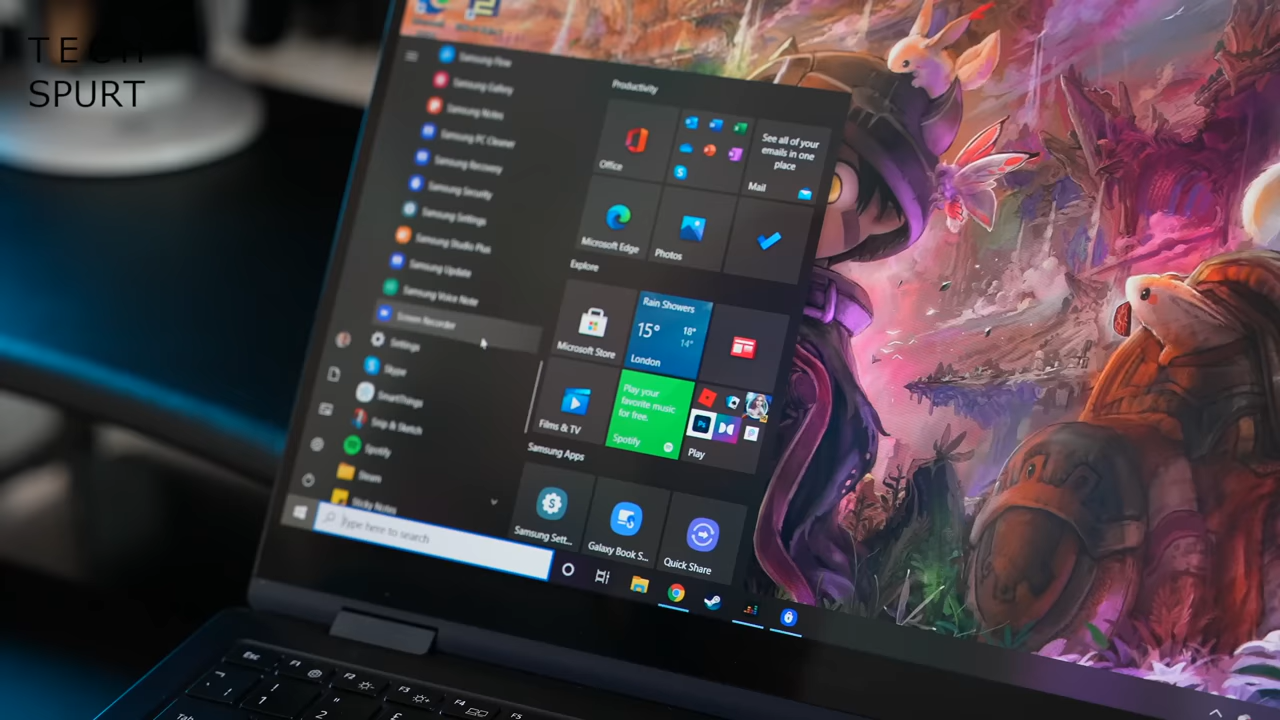 TECH
SPURT
Samsung Flow
Samsung Gallery
Samsung Notes
Samsung PC Cleaner
Samsung Recovery
Samsung Security
Samsung Settings
Samsung Studio Plus
Samsung Update
Samsung Voice Note
Screen Recorder
Settings
Skype
SmartThings
Snip & Sketch
Spotify
Steam
Sticky Notes
Type here to search
Productivity
Office
See all of your
emails in one
place
Mail
Microsoft Edge
Photos
Explore
Microsoft Store
Rain Showers
15°
18°
14°
London
Films & TV
Play your
favorite music
for free.
Spotify
Ps
Play
Samsung Apps
Samsung Sett...
Galaxy Book S...
Quick Share
Esc
F1
F2
F3
F4
F5
!
1
"
2
£
Tab